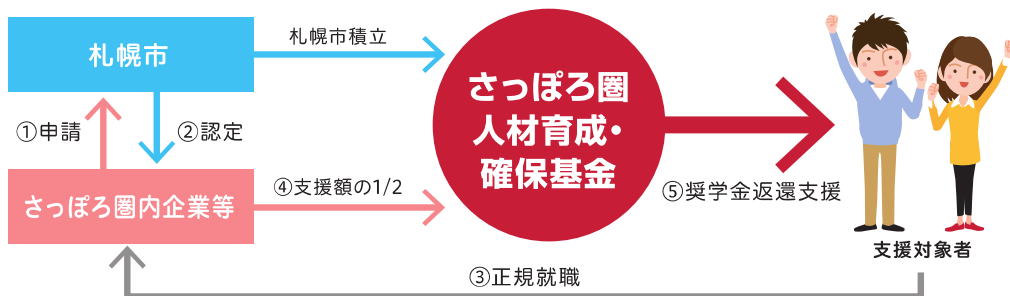 札幌市
札幌市積立
さっぽろ圏
人材育成・
確保基金
①申請
②認定
さっぽろ圏内企業等
④支援額の1/2
⑤奨学金返還支援
支援対象者
③正規就職